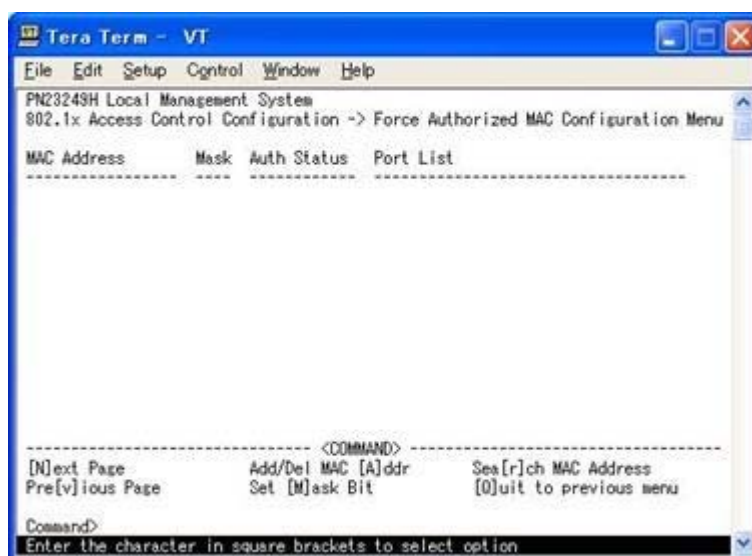 Tera Term - VT
File Edit Setup Control Window Help
PN23249H Local Management System
802.1x Access Control Configuration -> Force Authorized MAC Configuration Menu
MAC Address Mask Auth Status Port List
----------------- ---- ------------ -----------------------------------
-------------------------------- <COMMAND> -----------------------------------
[N]ext Page Add/Del MAC [A]ddr Sea[r]ch MAC Address
Pre[v]ious Page Set [M]ask Bit [Q]uit to previous menu
Command>
Enter the character in square brackets to select option